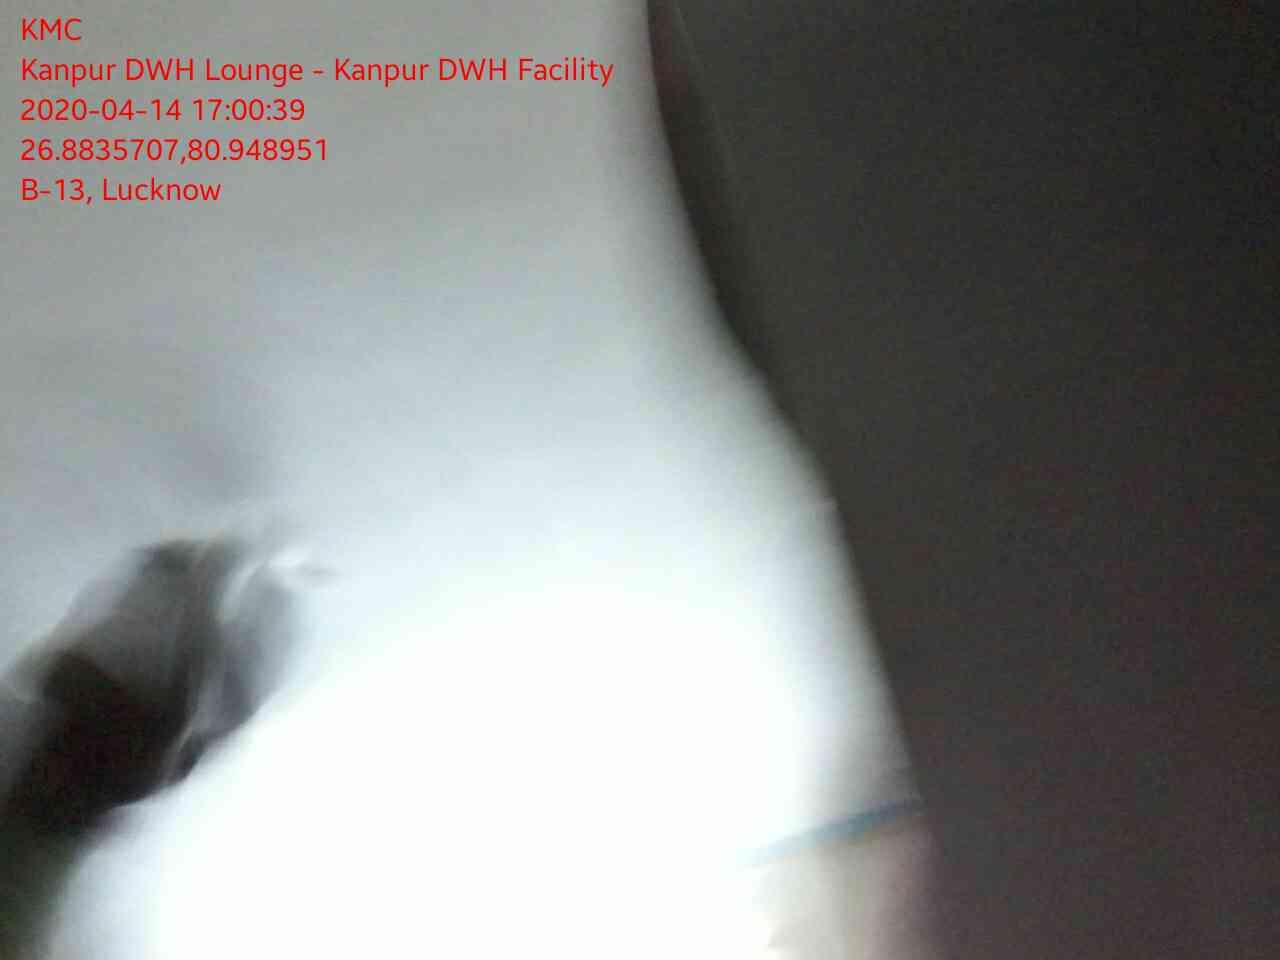 KMC
Kanpur DWH Lounge - Kanpur DWH Facility
2020-04-14 17:00:39
26.8835707,80.948951
B-13, Lucknow